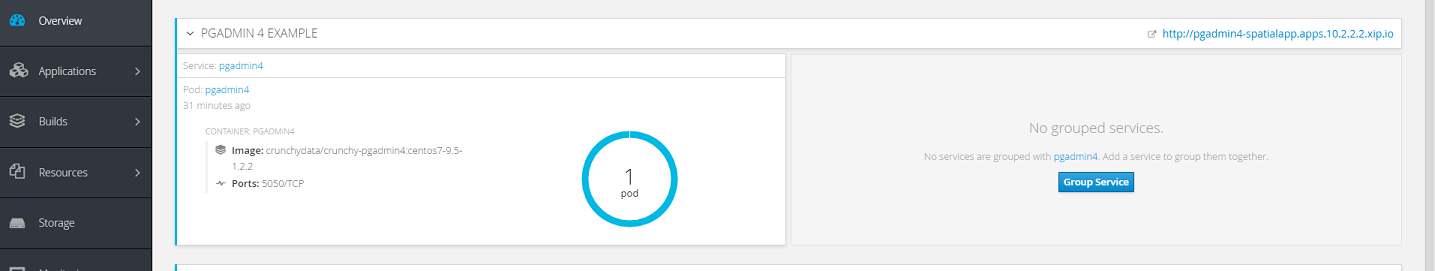 Overview
Applications
Builds
Resources
Storage
PGADMIN 4 EXAMPLE
http://pgadmin4-spatialapp.apps.10.2.2.2.xip.io
Service: pgadmin4
Pod: pgadmin4
31 minutes ago
CONTAINER: PGADMIN4
Image: crunchydata/crunchy-pgadmin4:centos7-9.5-
1.2.2
Ports: 5050/TCP
1
pod
No grouped services.
No services are grouped with pgadmin4. Add a service to group them together.
Group Service